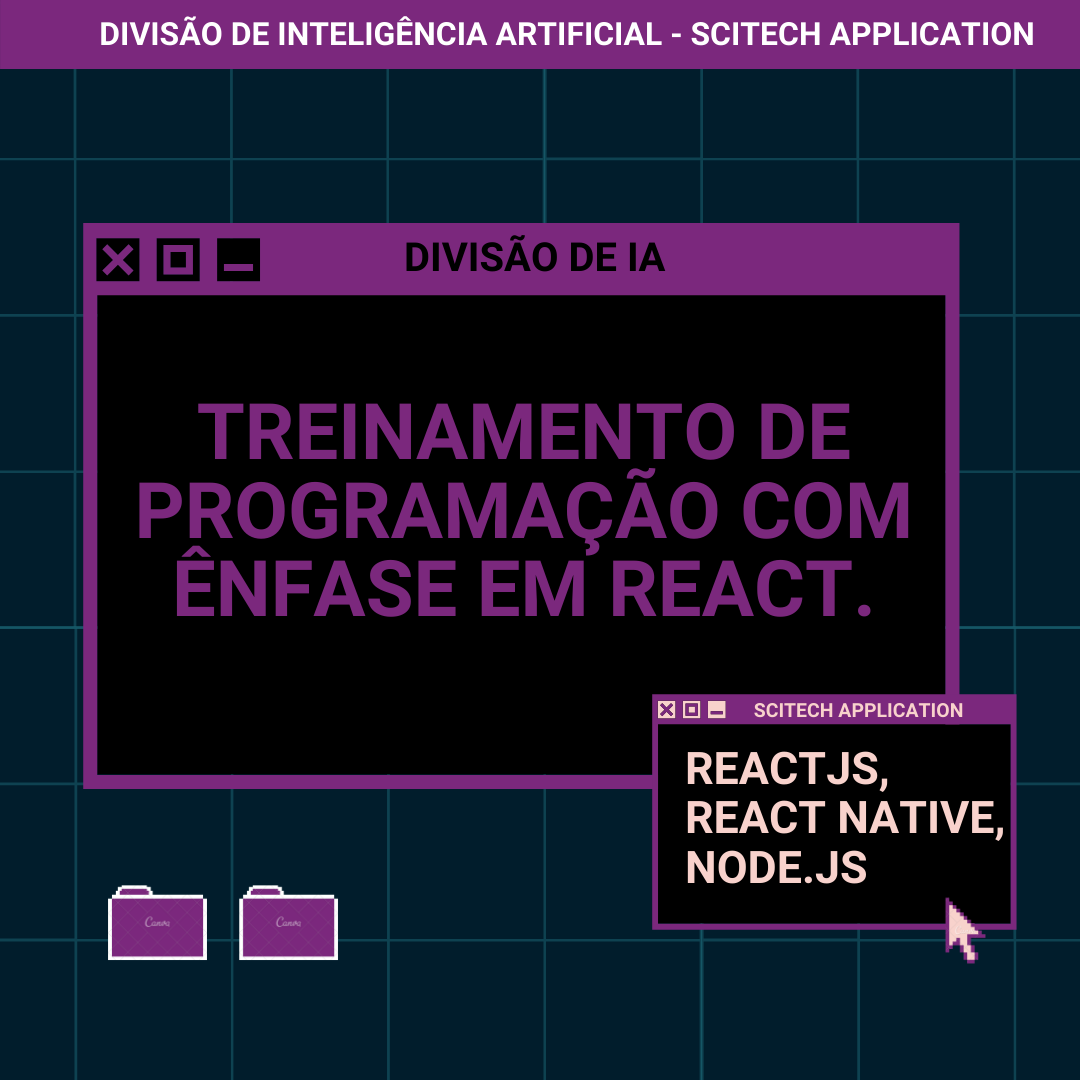 DIVISÃO DE INTELIGÊNCIA ARTIFICIAL - SCITECH APPLICATION
DIVISÃO DE IA
TREINAMENTO DE
PROGRAMAÇÃO COM
ÊNFASE EM REACT.
SCITECH APPLICATION
REACTJS,
REACT NATIVE,
NODE.JS
Canva
Canva